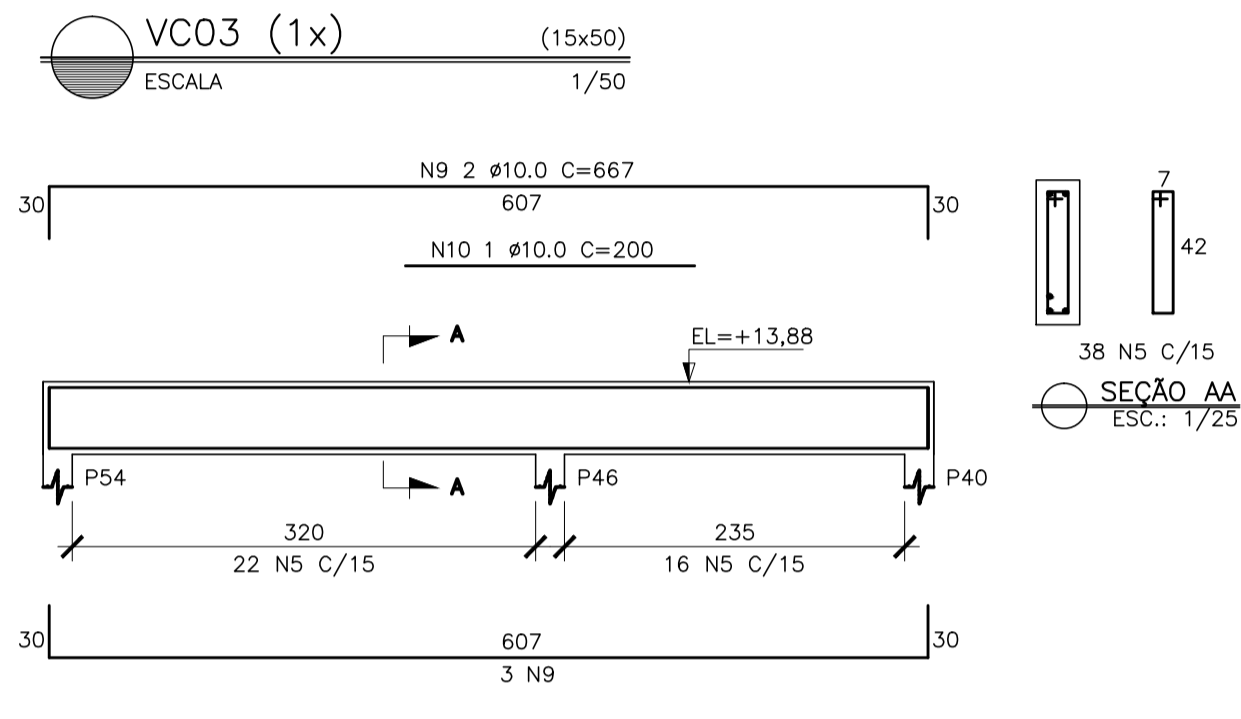 VC03 (1x) (15x50)
ESCALA 1/50
N9 2 ø10.0 C=667
30 607 30
N10 1 ø10.0 C=200
7
42
38 N5 C/15
SEÇÃO AA
ESC.: 1/25
A
EL=+13,88
P54 A P46 P40
320 235
22 N5 C/15 16 N5 C/15
30 607 30
3 N9